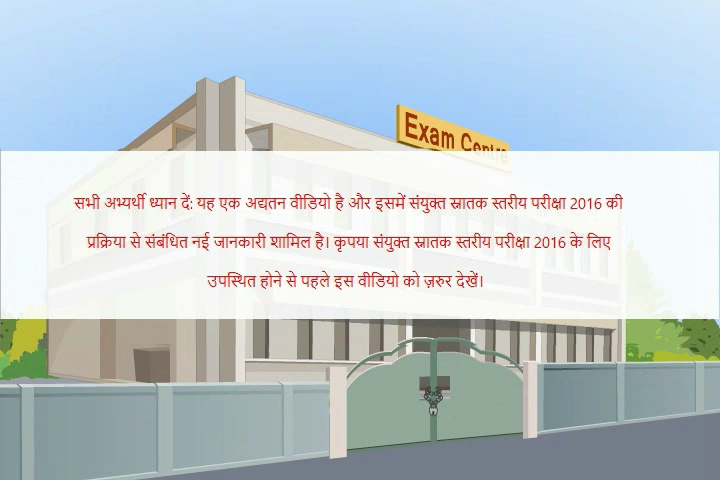 Exam Centre
सभी अभ्यर्थी ध्यान दें: यह एक अद्यतन वीडियो है और इसमें संयुक्त स्नातक स्तरीय परीक्षा 2016 की
प्रक्रिया से संबंधित नई जानकारी शामिल है। कृपया संयुक्त स्नातक स्तरीय परीक्षा 2016 के लिए
उपस्थित होने से पहले इस वीडियो को ज़रुर देखें।